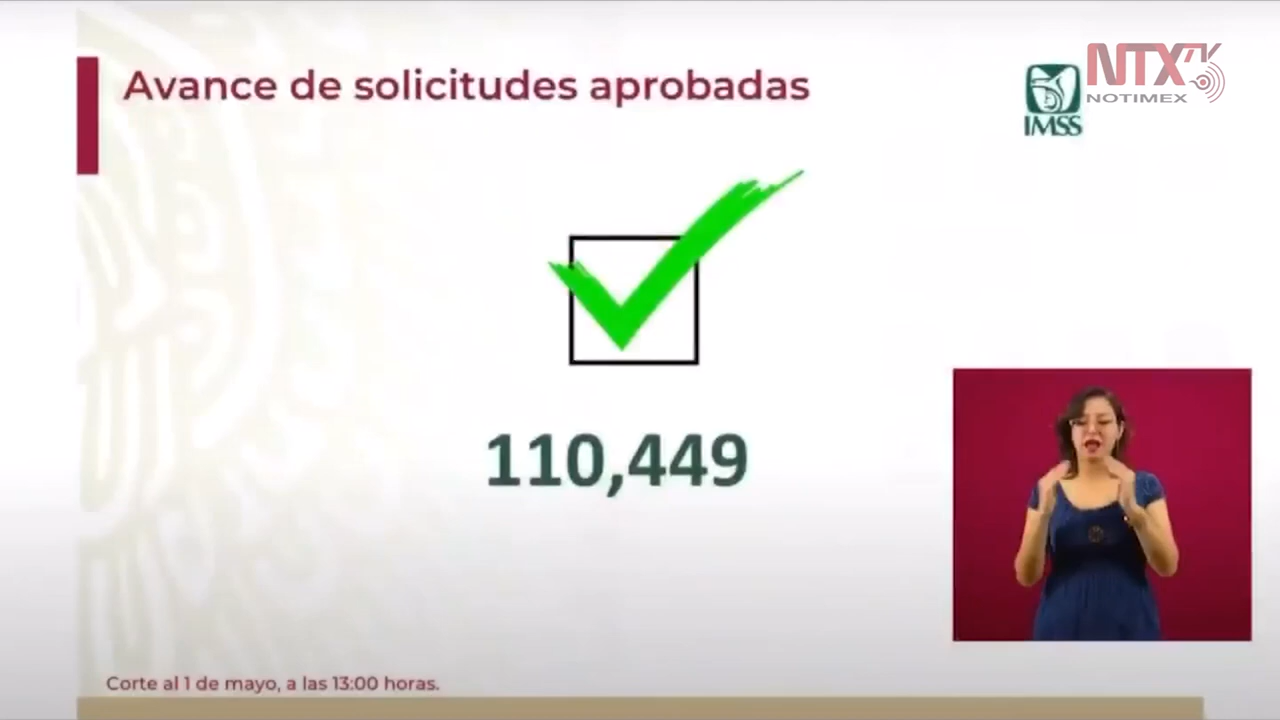 Avance de solicitudes aprobadas
IMSS
NTX
NOTIMEX
110,449
Corte al 1 de mayo, a las 13:00 horas.